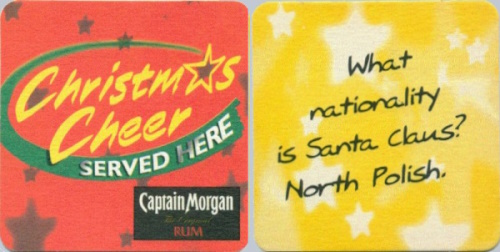 Christmas
Cheer
SERVED HERE
Captain Morgan
RUM
What
nationality
is Santa Claus?
North Polish.